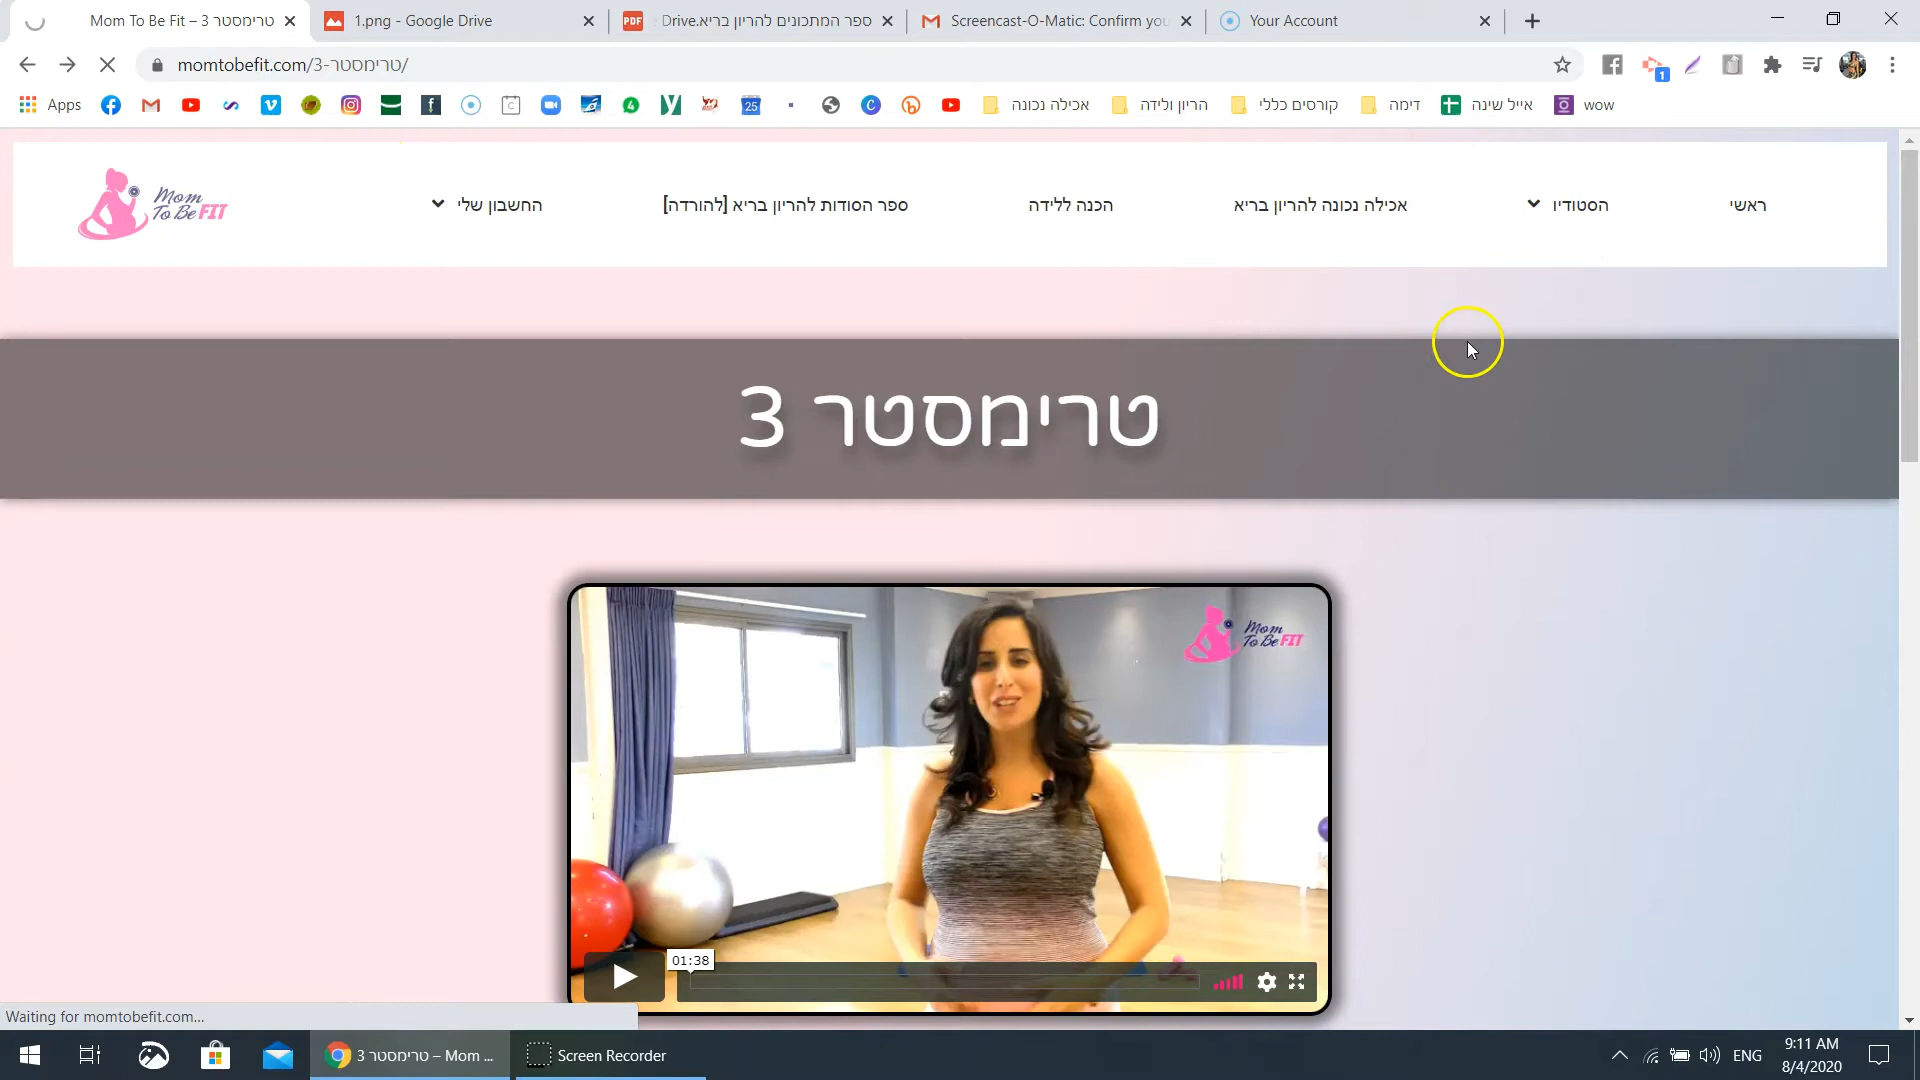 Mom To Be Fit – טרימסטר 3
1.png - Google Drive
PDF
ספר המתכונים להריון בריא.Drive
Screencast-O-Matic: Confirm you
Your Account
momtobefit.com/טרימסטר-3/
1
Apps
25
אכילה נכונה
הריון ולידה
קורסים כללי
דימה
אייל שינה
wow
ראשי
הסטודיו
אכילה נכונה להריון בריא
הכנה ללידה
ספר הסודות להריון בריא [להורדה]
החשבון שלי
Mom
To Be FIT
טרימסטר 3
Mom
To Be FIT
01:38
Waiting for momtobefit.com...
טרימסטר 3 – Mom ...
Screen Recorder
ENG
9:11 AM
8/4/2020